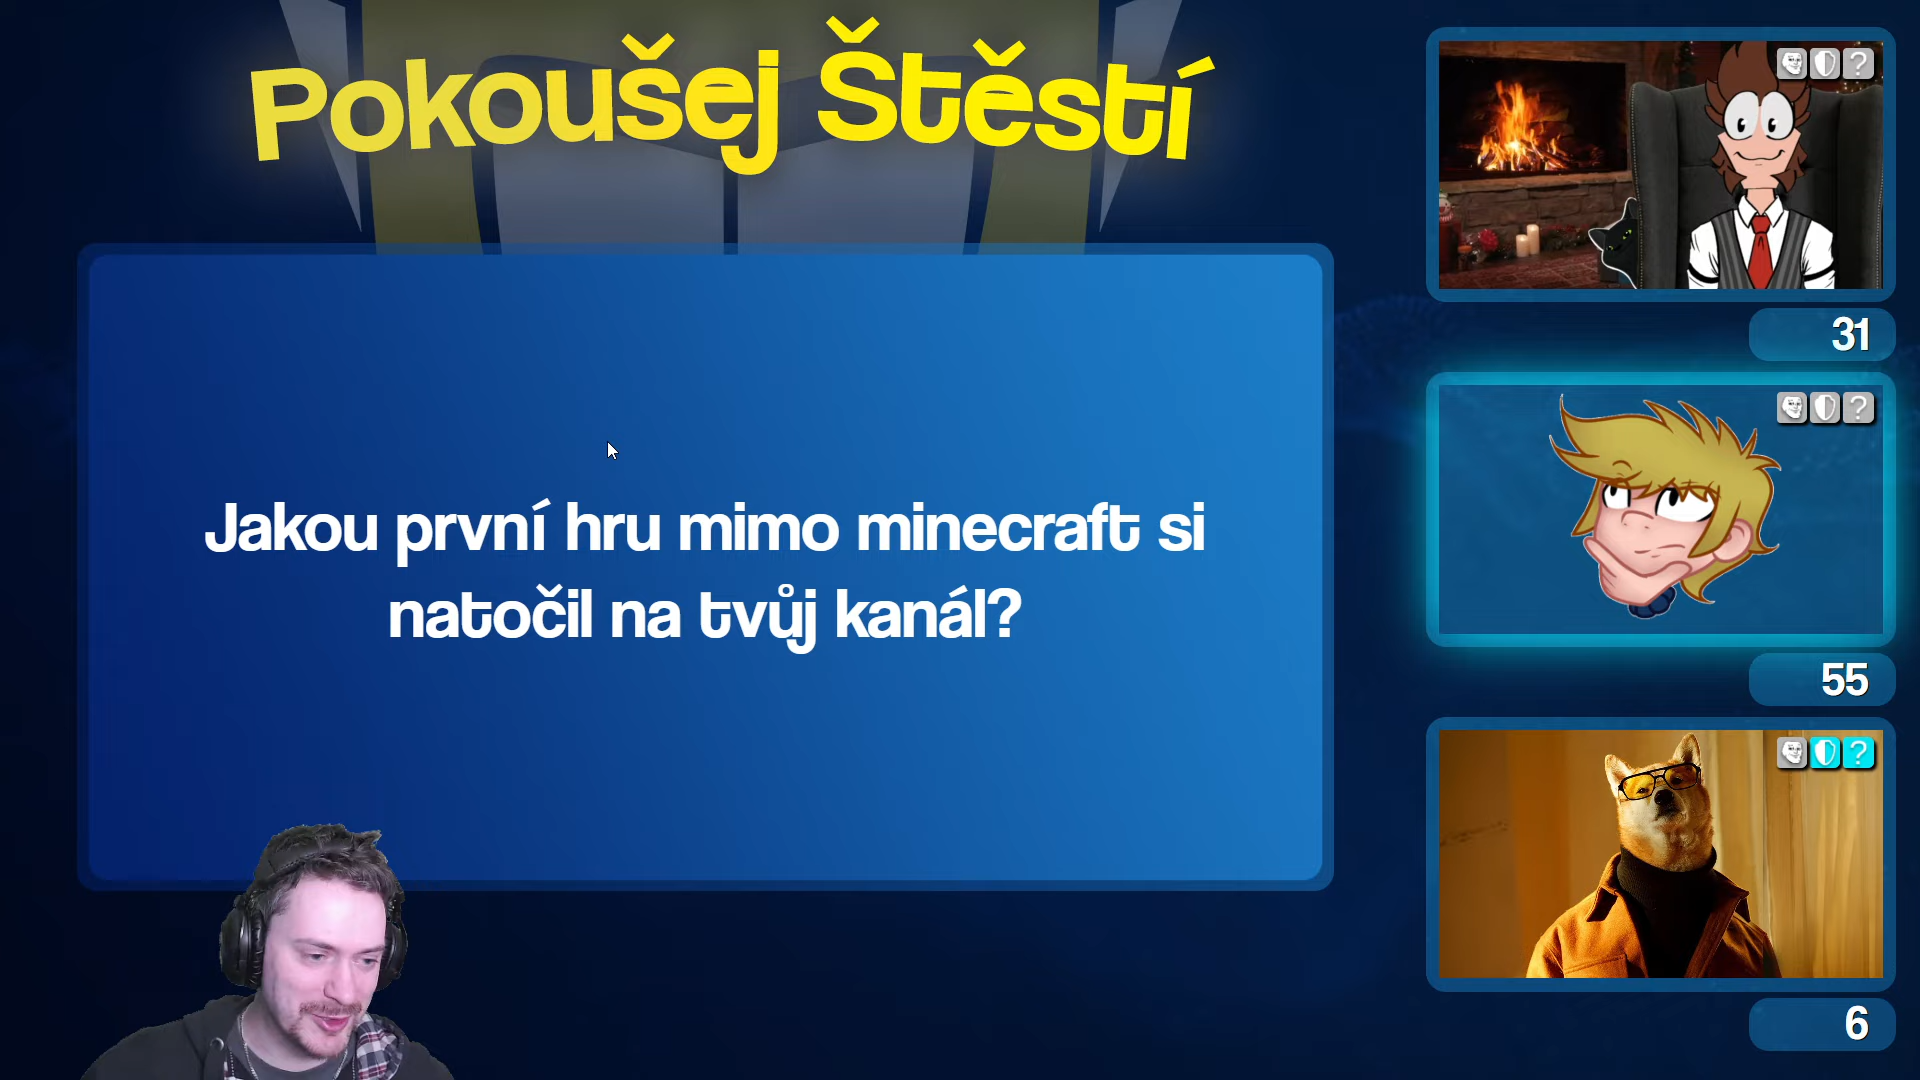 Pokoušej Štěstí
Jakou první hru mimo minecraft si
natočil na tvůj kanál?
?
31
?
55
?
6